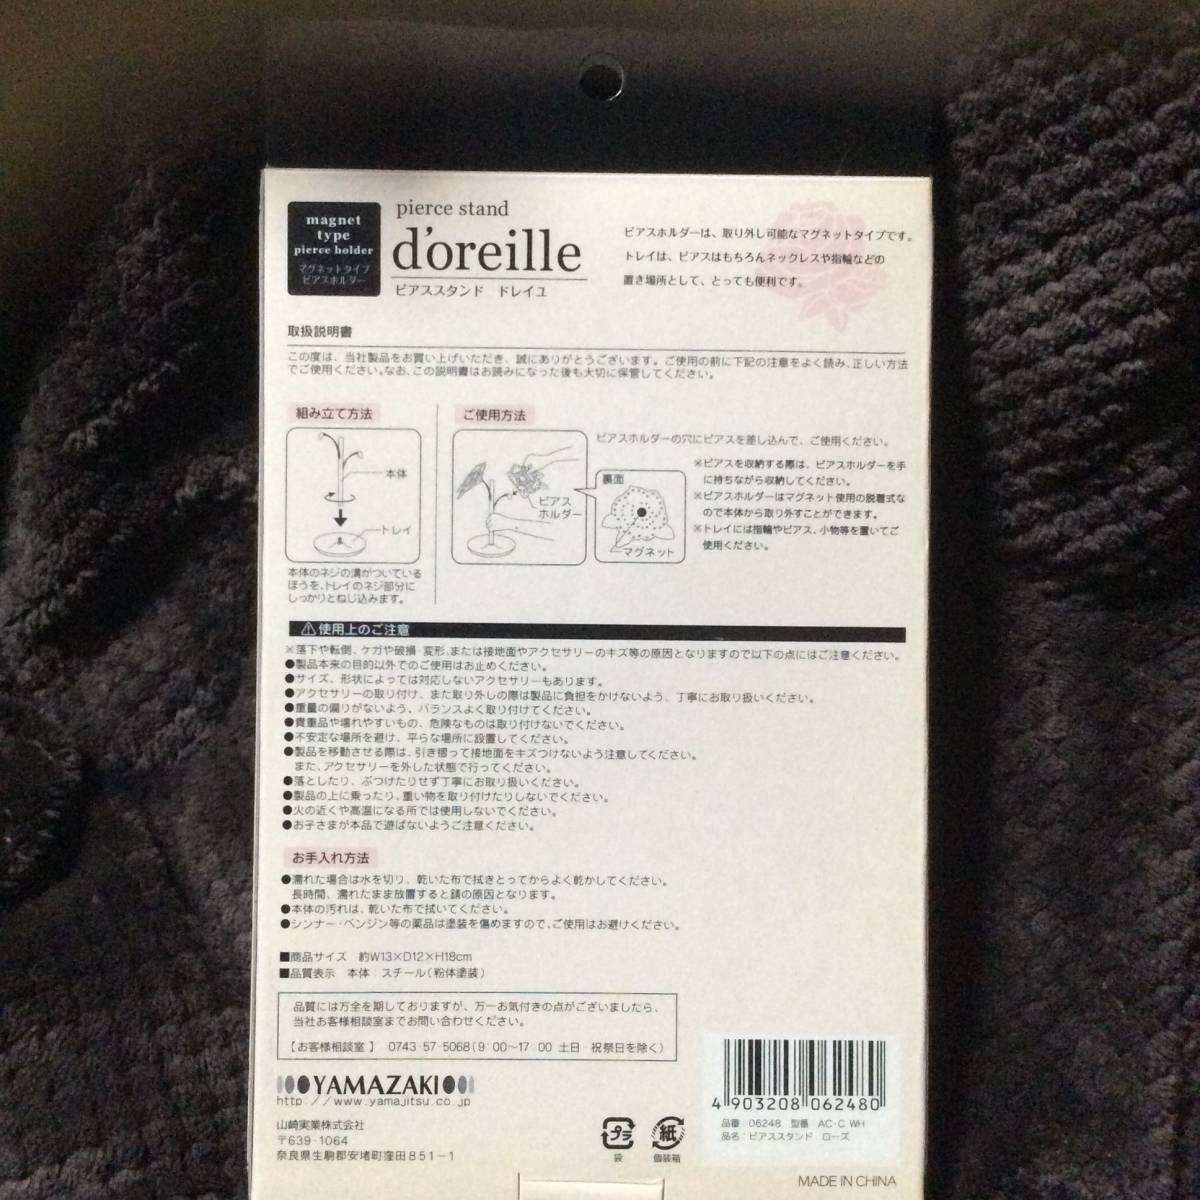 magnet
type
pierce holder
マグネットタイプ
ピアスホルダー
pierce stand
d'oreille
ピアススタンド ドレイユ
ピアスホルダーは、取り外し可能なマグネットタイプです。
トレイは、ピアスはもちろんネックレスや指輪などの
置き場所として、とっても便利です。
取扱説明書
この度は、当社製品をお買い上げいただき、誠にありがとうございます。ご使用の前に下記の注意をよく読み、正しい方法
でご使用ください。なお、この説明書はお読みになった後も大切に保管してください。
組み立て方法
本体
トレイ
本体のネジの溝がついている
ほうを、トレイのネジ部分に
しっかりとねじ込みます。
ご使用方法
ピアス
ホルダー
裏面
マグネット
ピアスホルダーの穴にピアスを差し込んで、ご使用ください。
※ピアスを収納する際は、ピアスホルダーを手
に持ちながら収納してください。
※ピアスホルダーはマグネット使用の脱着式な
ので本体から取り外すことができます。
※トレイには指輪やピアス、小物等を置いてご
使用ください。
⚠使用上のご注意
※落下や転倒、ケガや破損・変形、または接地面やアクセサリーのキズ等の原因となりますので以下の点にはご注意ください。
●製品本来の目的以外でのご使用はお止めください。
●サイズ、形状によっては対応しないアクセサリーもあります。
●アクセサリーの取り付け、また取り外しの際は製品に負担をかけないよう、丁寧にお取り扱いください。
●重量の偏りがないよう、バランスよく取り付けてください。
●貴重品や壊れやすいもの、危険なものは取り付けないでください。
●不安定な場所を避け、平らな場所に設置してください。
●製品を移動させる際は、引き摺って接地面をキズつけないよう注意してください。
また、アクセサリーを外した状態で行ってください。
●落としたり、ぶつけたりせず丁寧にお取り扱いください。
●製品の上に乗ったり、重い物を取り付けたりしないでください。
●火の近くや高温になる所では使用しないでください。
●お子さまが本品で遊ばないようご注意ください。
お手入れ方法
●濡れた場合は水を切り、乾いた布で拭きとってからよく乾かしてください。
長時間、濡れたまま放置すると錆の原因となります。
●本体の汚れは、乾いた布で拭いてください。
●シンナー・ベンジン等の薬品は塗装を傷めますので、ご使用はお避けください。
■商品サイズ 約W13×D12×H18cm
■品質表示 本体：スチール(粉体塗装)
品質には万全を期しておりますが、万一お気付きの点がございましたら、
当社お客様相談室までお問い合わせください。
【お客様相談室】 0743-57-5068(9:00〜17:00 土日・祝祭日を除く)
YAMAZAKI
http://www.yamajitsu.co.jp
山崎実業株式会社
〒639-1064
奈良県生駒郡安堵町窪田851-1
プラ
袋
紙
個装箱
4 903208 062480
品番：06248 型番：AC-C WH
品名：ピアススタンド ローズ
MADE IN CHINA